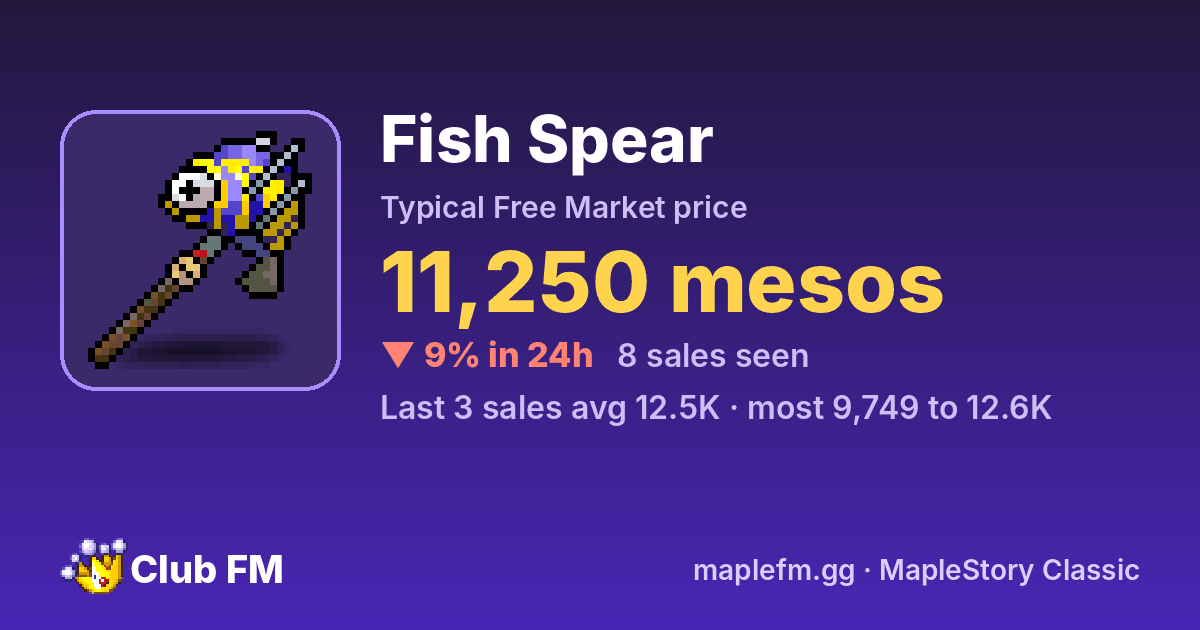 Fish Spear
Typical Free Market price
11,250 mesos
▼ 9% in 24h 8 sales seen
Last 3 sales avg 12.5K · most 9,749 to 12.6K
Club FM
maplefm.gg · MapleStory Classic